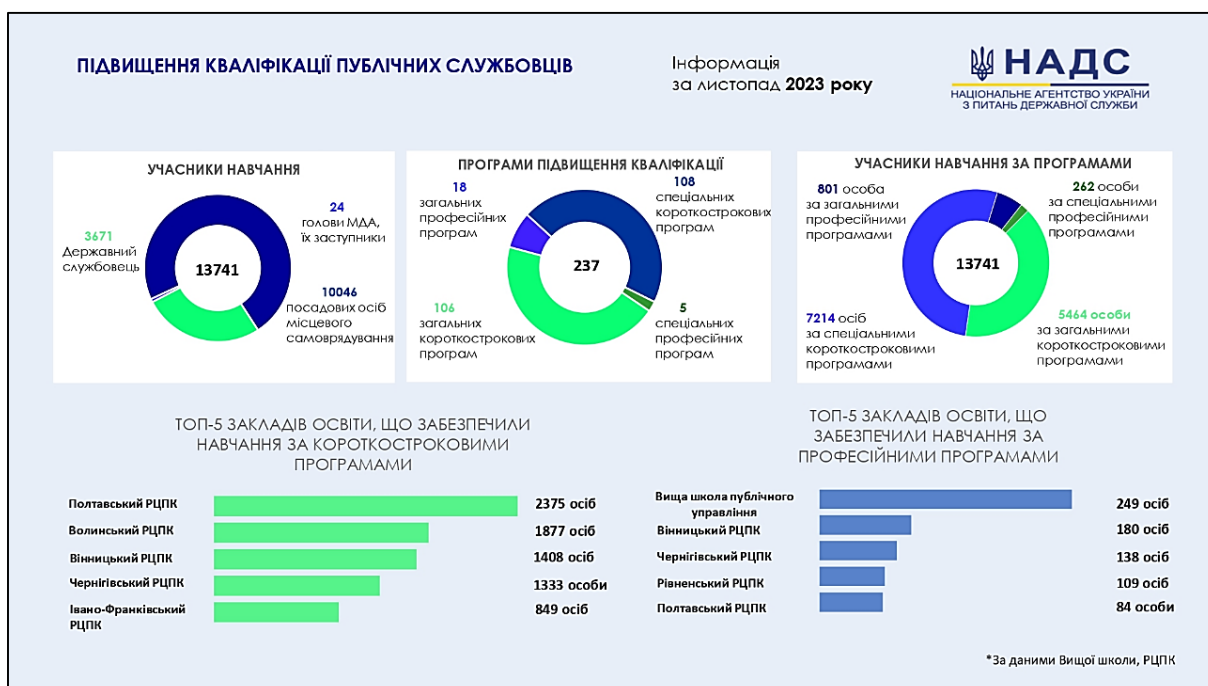 ПІДВИЩЕННЯ КВАЛІФІКАЦІЇ ПУБЛІЧНИХ СЛУЖБОВЦІВ
Інформація
за листопад 2023 року
НАДС
НАЦІОНАЛЬНЕ АГЕНТСТВО УКРАЇНИ
З ПИТАНЬ ДЕРЖАВНОЇ СЛУЖБИ
УЧАСНИКИ НАВЧАННЯ
3671
Державний
службовець
13741
24
голови МДА,
їх заступники
10046
посадових осіб
місцевого
самоврядування
ПРОГРАМИ ПІДВИЩЕННЯ КВАЛІФІКАЦІЇ
18
загальних
професійних
програм
108
спеціальних
короткострокових
програм
237
106
загальних
короткострокових
програм
5
спеціальних
професійних
програм
УЧАСНИКИ НАВЧАННЯ ЗА ПРОГРАМАМИ
801 особа
за загальними
професійними
програмами
262 особи
за спеціальними
професійними
програмами
13741
7214 осіб
за спеціальними
короткостроковими
програмами
5464 особи
за загальними
короткостроковими
програмами
ТОП-5 ЗАКЛАДІВ ОСВІТИ, ЩО ЗАБЕЗПЕЧИЛИ
НАВЧАННЯ ЗА КОРОТКОСТРОКОВИМИ
ПРОГРАМАМИ
Полтавський РЦПК 2375 осіб
Волинський РЦПК 1877 осіб
Вінницький РЦПК 1408 осіб
Чернігівський РЦПК 1333 особи
Івано-Франківський
РЦПК
849 осіб
ТОП-5 ЗАКЛАДІВ ОСВІТИ, ЩО
ЗАБЕЗПЕЧИЛИ НАВЧАННЯ ЗА
ПРОФЕСІЙНИМИ ПРОГРАМАМИ
Вища школа публічного
управління
249 осіб
Вінницький РЦПК 180 осіб
Чернігівський РЦПК 138 осіб
Рівненський РЦПК 109 осіб
Полтавський РЦПК 84 особи
*За даними Вищої школи, РЦПК